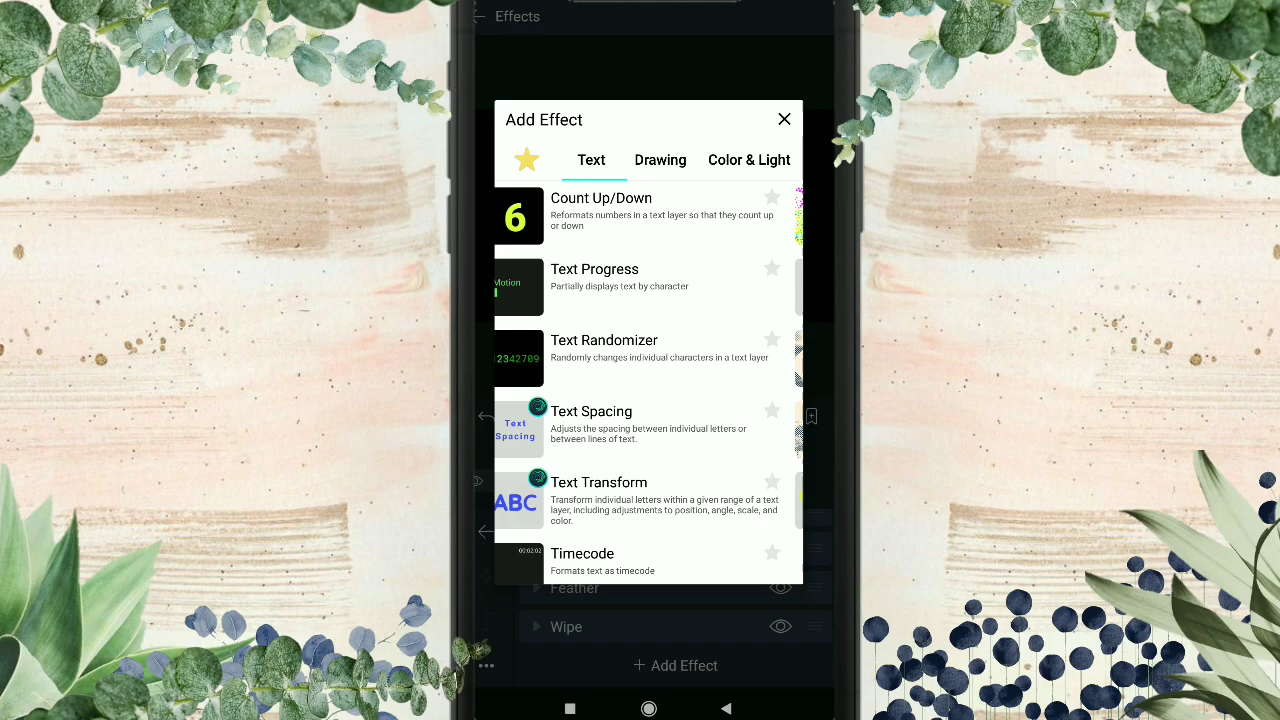 Effects
Add Effect
Text Drawing Color & Light
6
Count Up/Down
Reformats numbers in a text layer so that they count up
or down
Motion
Text Progress
Partially displays text by character
12342709
Text Randomizer
Randomly changes individual characters in a text layer
Text
Spacing
Text Spacing
Adjusts the spacing between individual letters or
between lines of text.
ABC
Text Transform
Transform individual letters within a given range of a text
layer, including adjustments to position, angle, scale, and
color.
00:02:02
Timecode
Formats text as timecode
Feather
Wipe
+ Add Effect